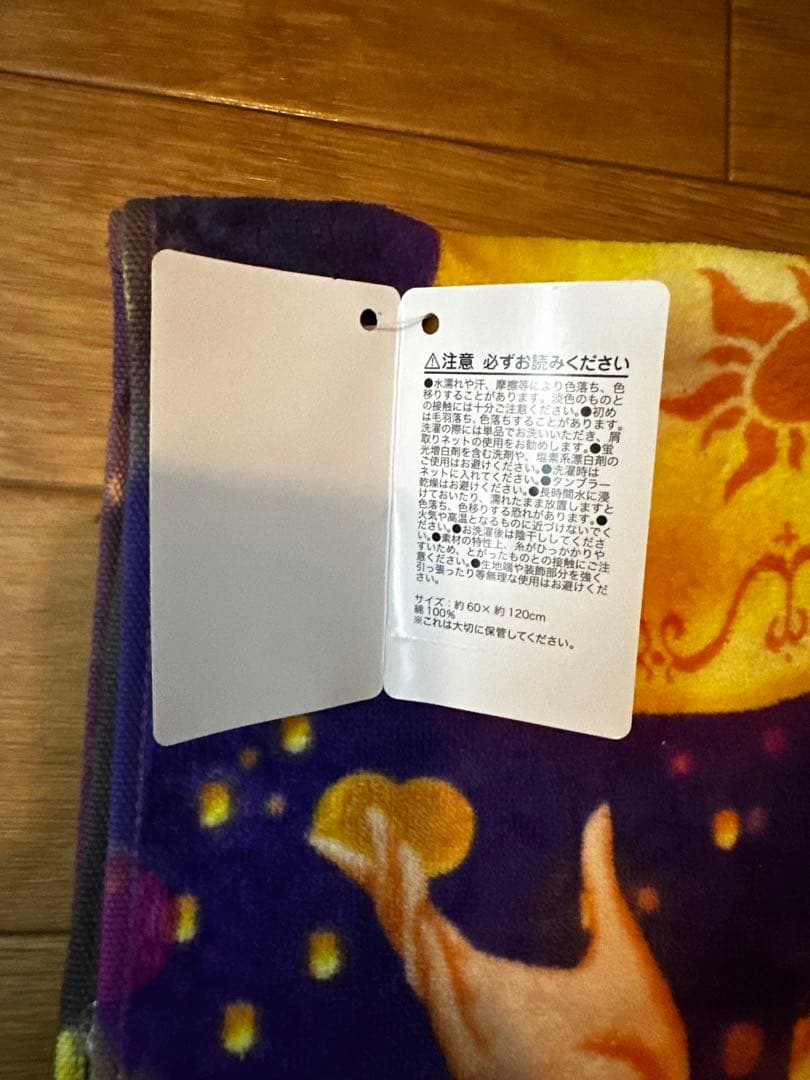 ⚠注意 必ずお読みください
●水濡れや汗、摩擦等により色落ち、色
移りすることがあります。淡色のものと
の接触には十分ご注意ください。●初め
は毛羽落ち、色落ちすることがあります。
洗濯の際には単品でお洗いいただき、屑
取りネットの使用をお勧めします。●蛍
光増白剤を含む洗剤や、塩素系漂白剤の
ご使用はお避けください。●洗濯時は
ネットに入れてください。●タンブラー
乾燥はお避けください。●長時間水に浸
けておいたり、濡れたまま放置しますと
色落ち、色移りする恐れがあります。●
火気や高温となるものに近づけないでく
ださい。●お洗濯後は陰干ししてくださ
い。●素材の特性上、糸がひっかかりや
すいため、とがったものとの接触にご注
意ください。●生地端や装飾部分を強く
引っ張ったり等無理な使用はお避けくだ
さい。
サイズ：約60×約120cm
綿100%
※これは大切に保管してください。